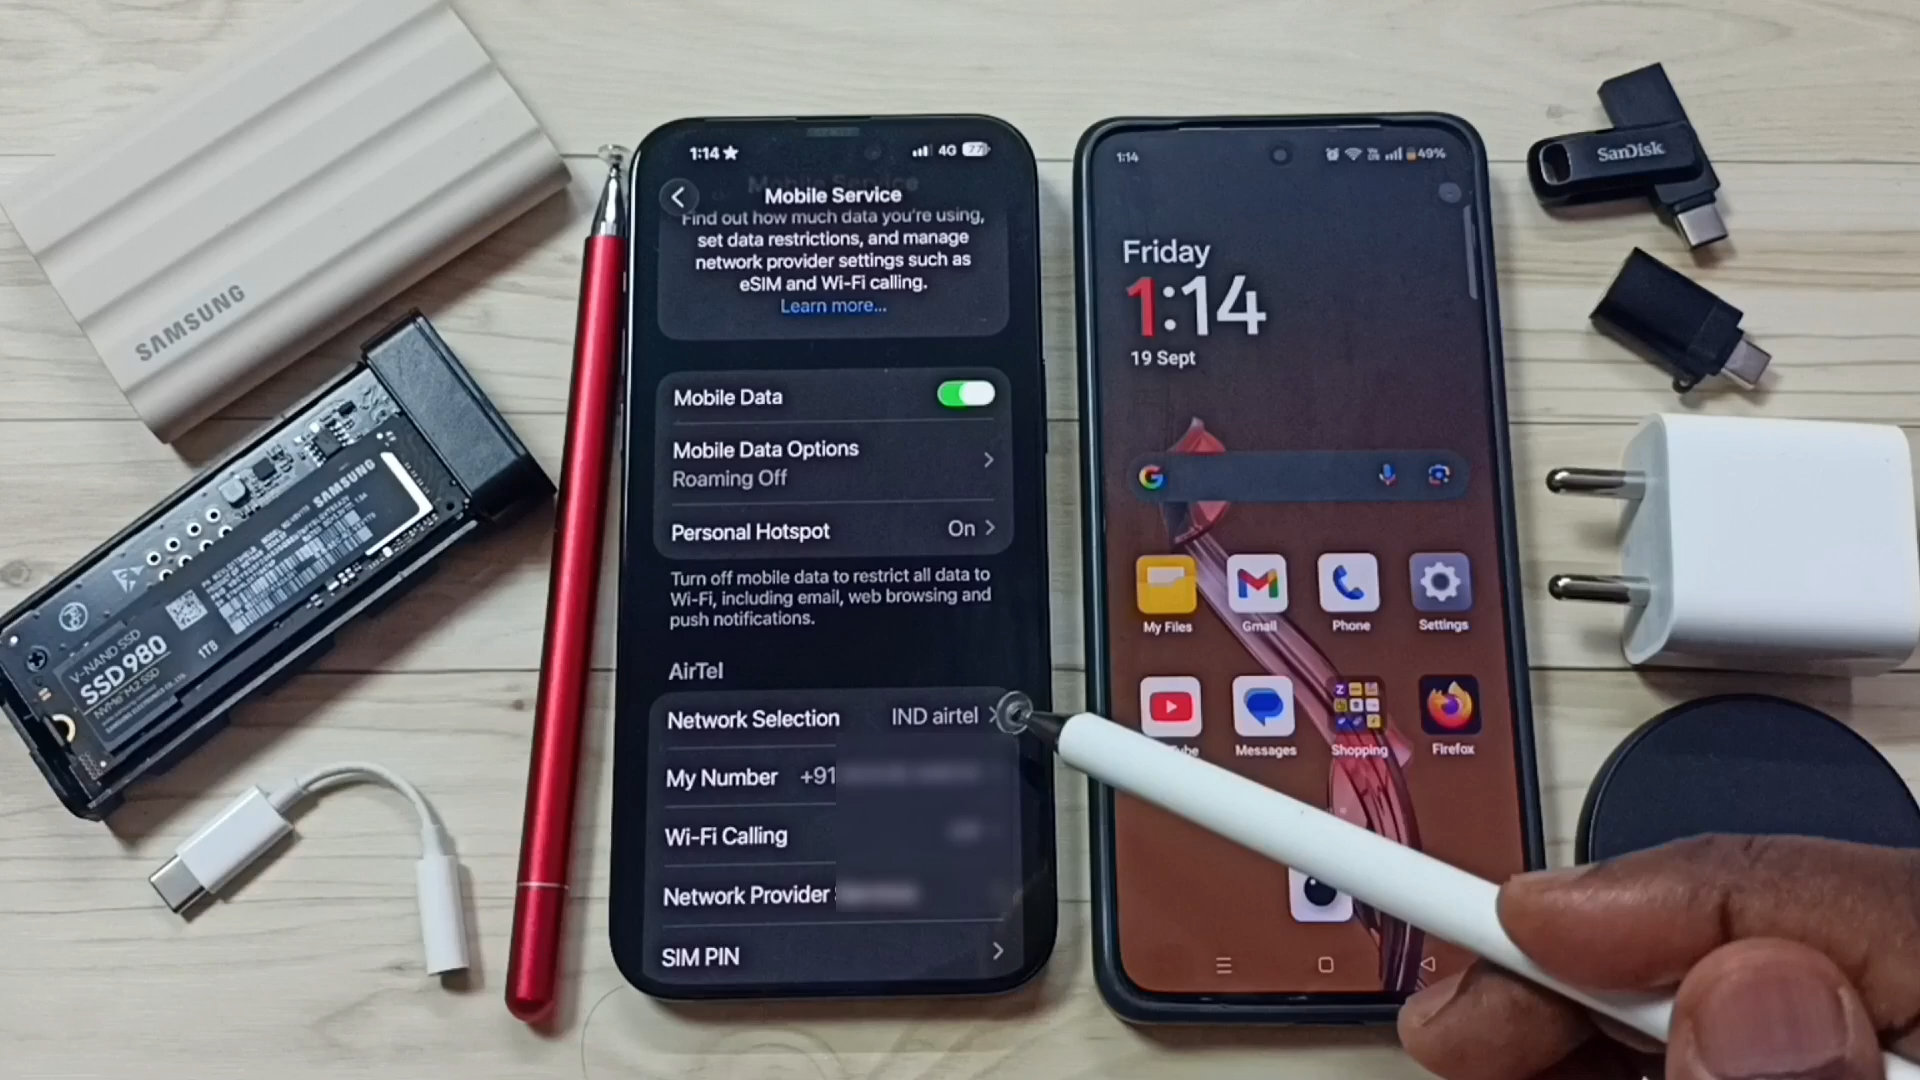 SAMSUNG
SAMSUNG
V-NAND SSD
SSD 980
NVMe M.2 SSD
1TB
1:14
4G
77
Mobile Service
Find out how much data you're using,
set data restrictions, and manage
network provider settings such as
eSIM and Wi-Fi calling.
Learn more...
Mobile Data
Mobile Data Options
Roaming Off
Personal Hotspot
On
Turn off mobile data to restrict all data to
Wi-Fi, including email, web browsing and
push notifications.
AirTel
Network Selection
IND airtel
My Number
+91
Wi-Fi Calling
Network Provider
SIM PIN
1:14
49%
Friday
1:14
19 Sept
My Files
Gmail
Phone
Settings
Messages
Shopping
Firefox
SanDisk